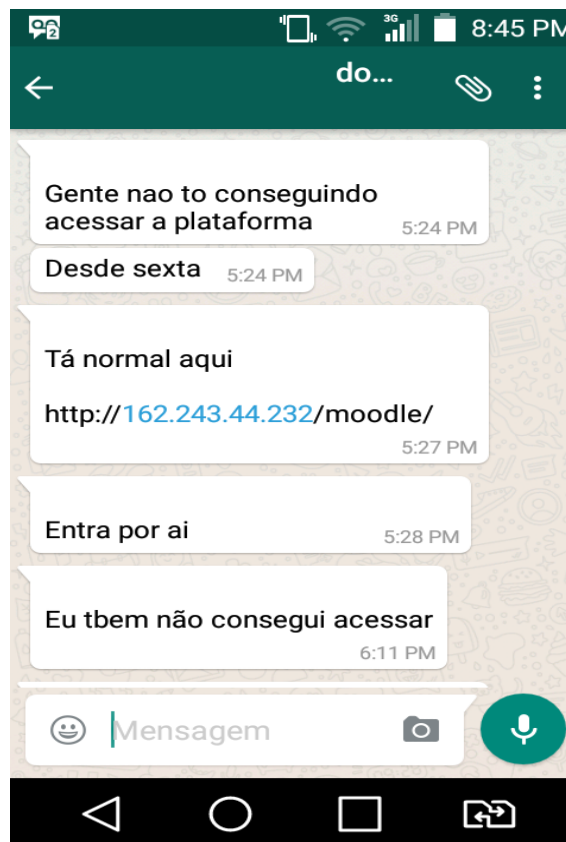 2 3G 8:45 PM
do...
Gente nao to conseguindo
acessar a plataforma 5:24 PM
Desde sexta 5:24 PM
Tá normal aqui
http://162.243.44.232/moodle/
5:27 PM
Entra por ai 5:28 PM
Eu tbem não consegui acessar
6:11 PM
Mensagem